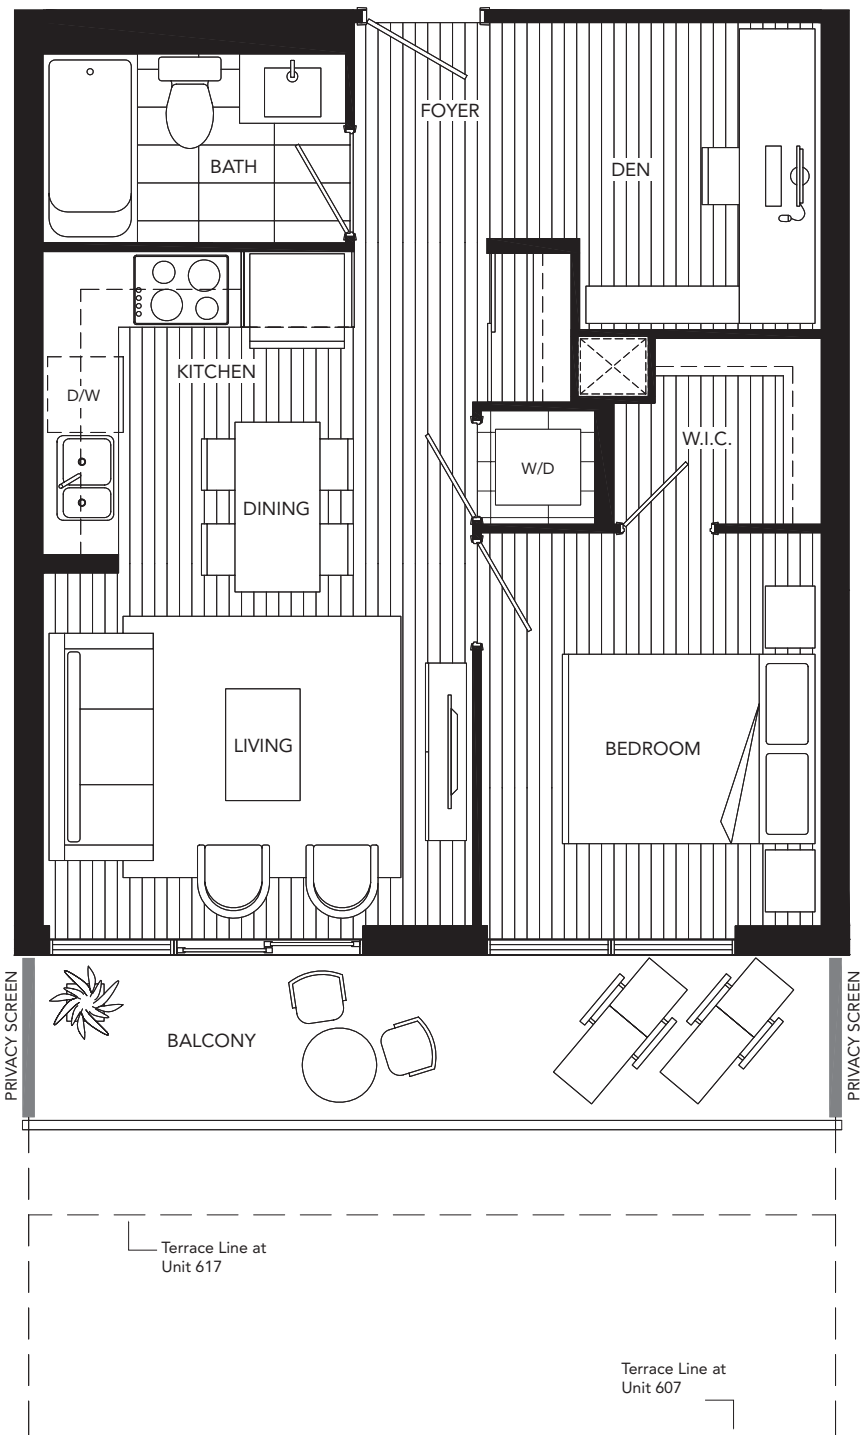 FOYER
BATH
DEN
KITCHEN
D/W
W.I.C.
W/D
DINING
LIVING
BEDROOM
PRIVACY SCREEN
BALCONY
PRIVACY SCREEN
Terrace Line at
Unit 617
Terrace Line at
Unit 607